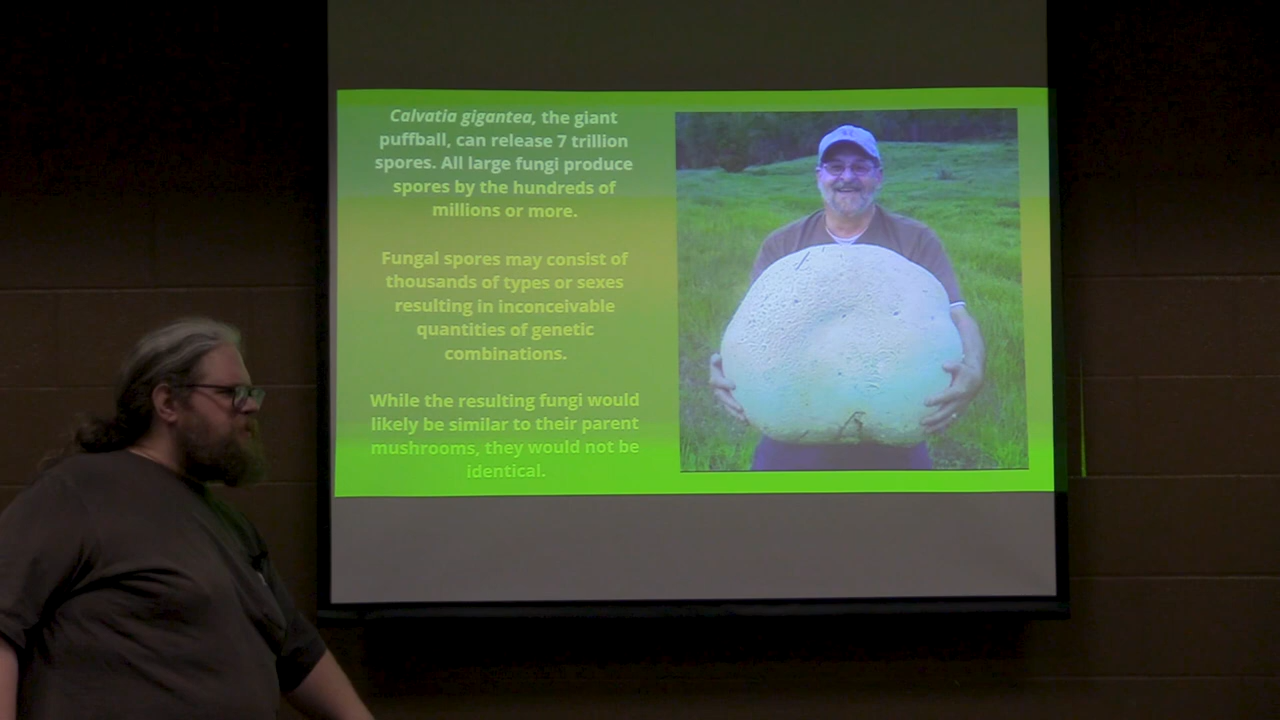 Calvatia gigantea, the giant
puffball, can release 7 trillion
spores. All large fungi produce
spores by the hundreds of
millions or more.
Fungal spores may consist of
thousands of types or sexes
resulting in inconceivable
quantities of genetic
combinations.
While the resulting fungi would
likely be similar to their parent
mushrooms, they would not be
identical.